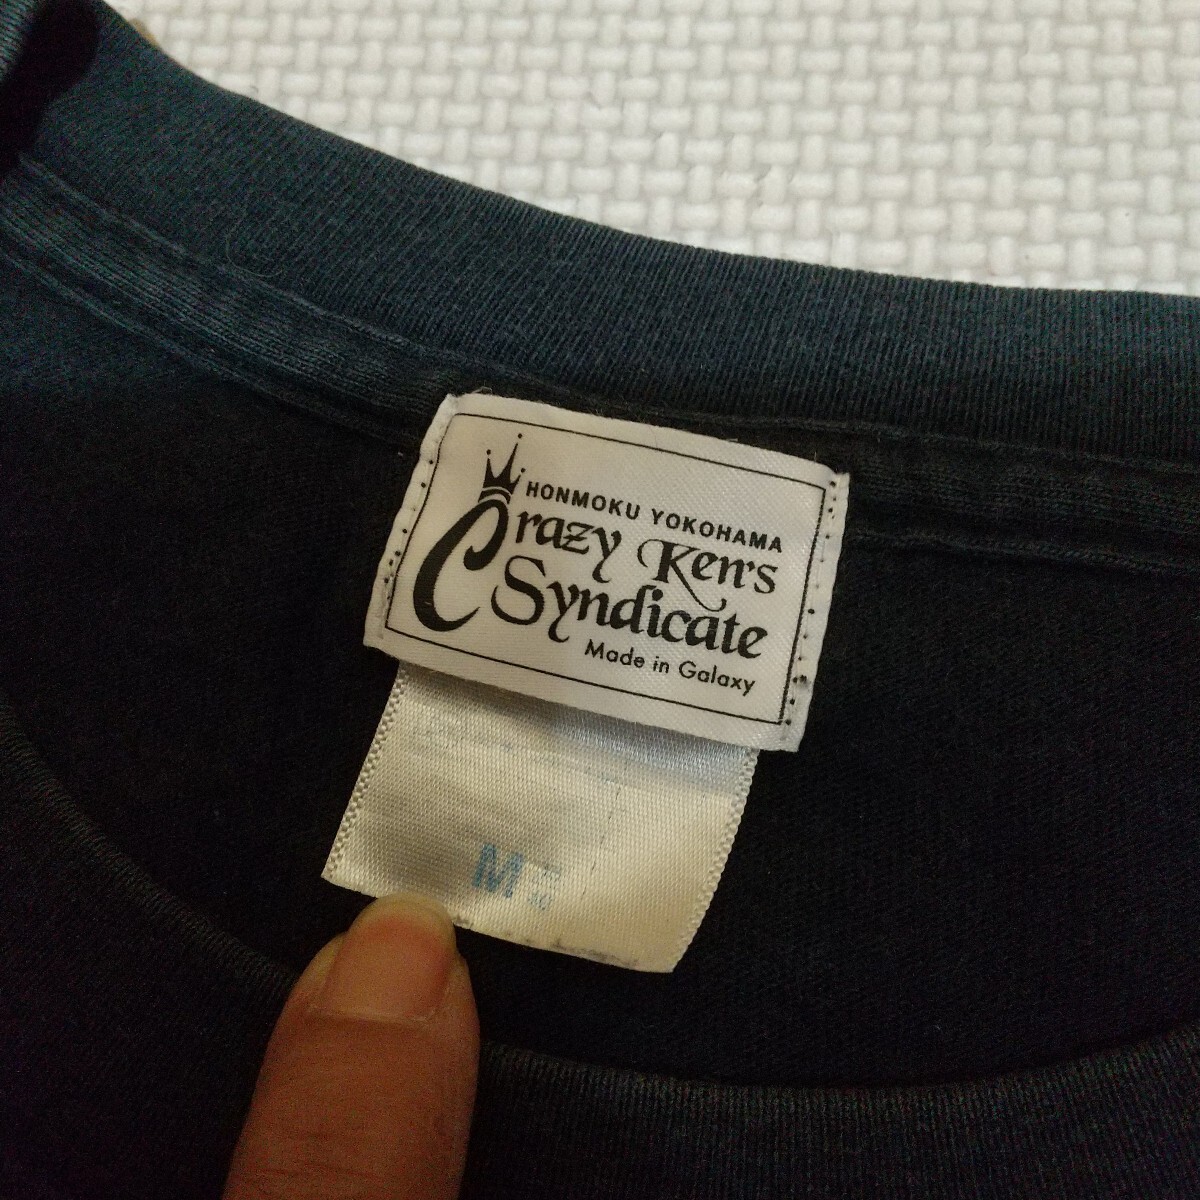 HONMOKU YOKOHAMA
Crazy Ken's
Syndicate
Made in Galaxy
M